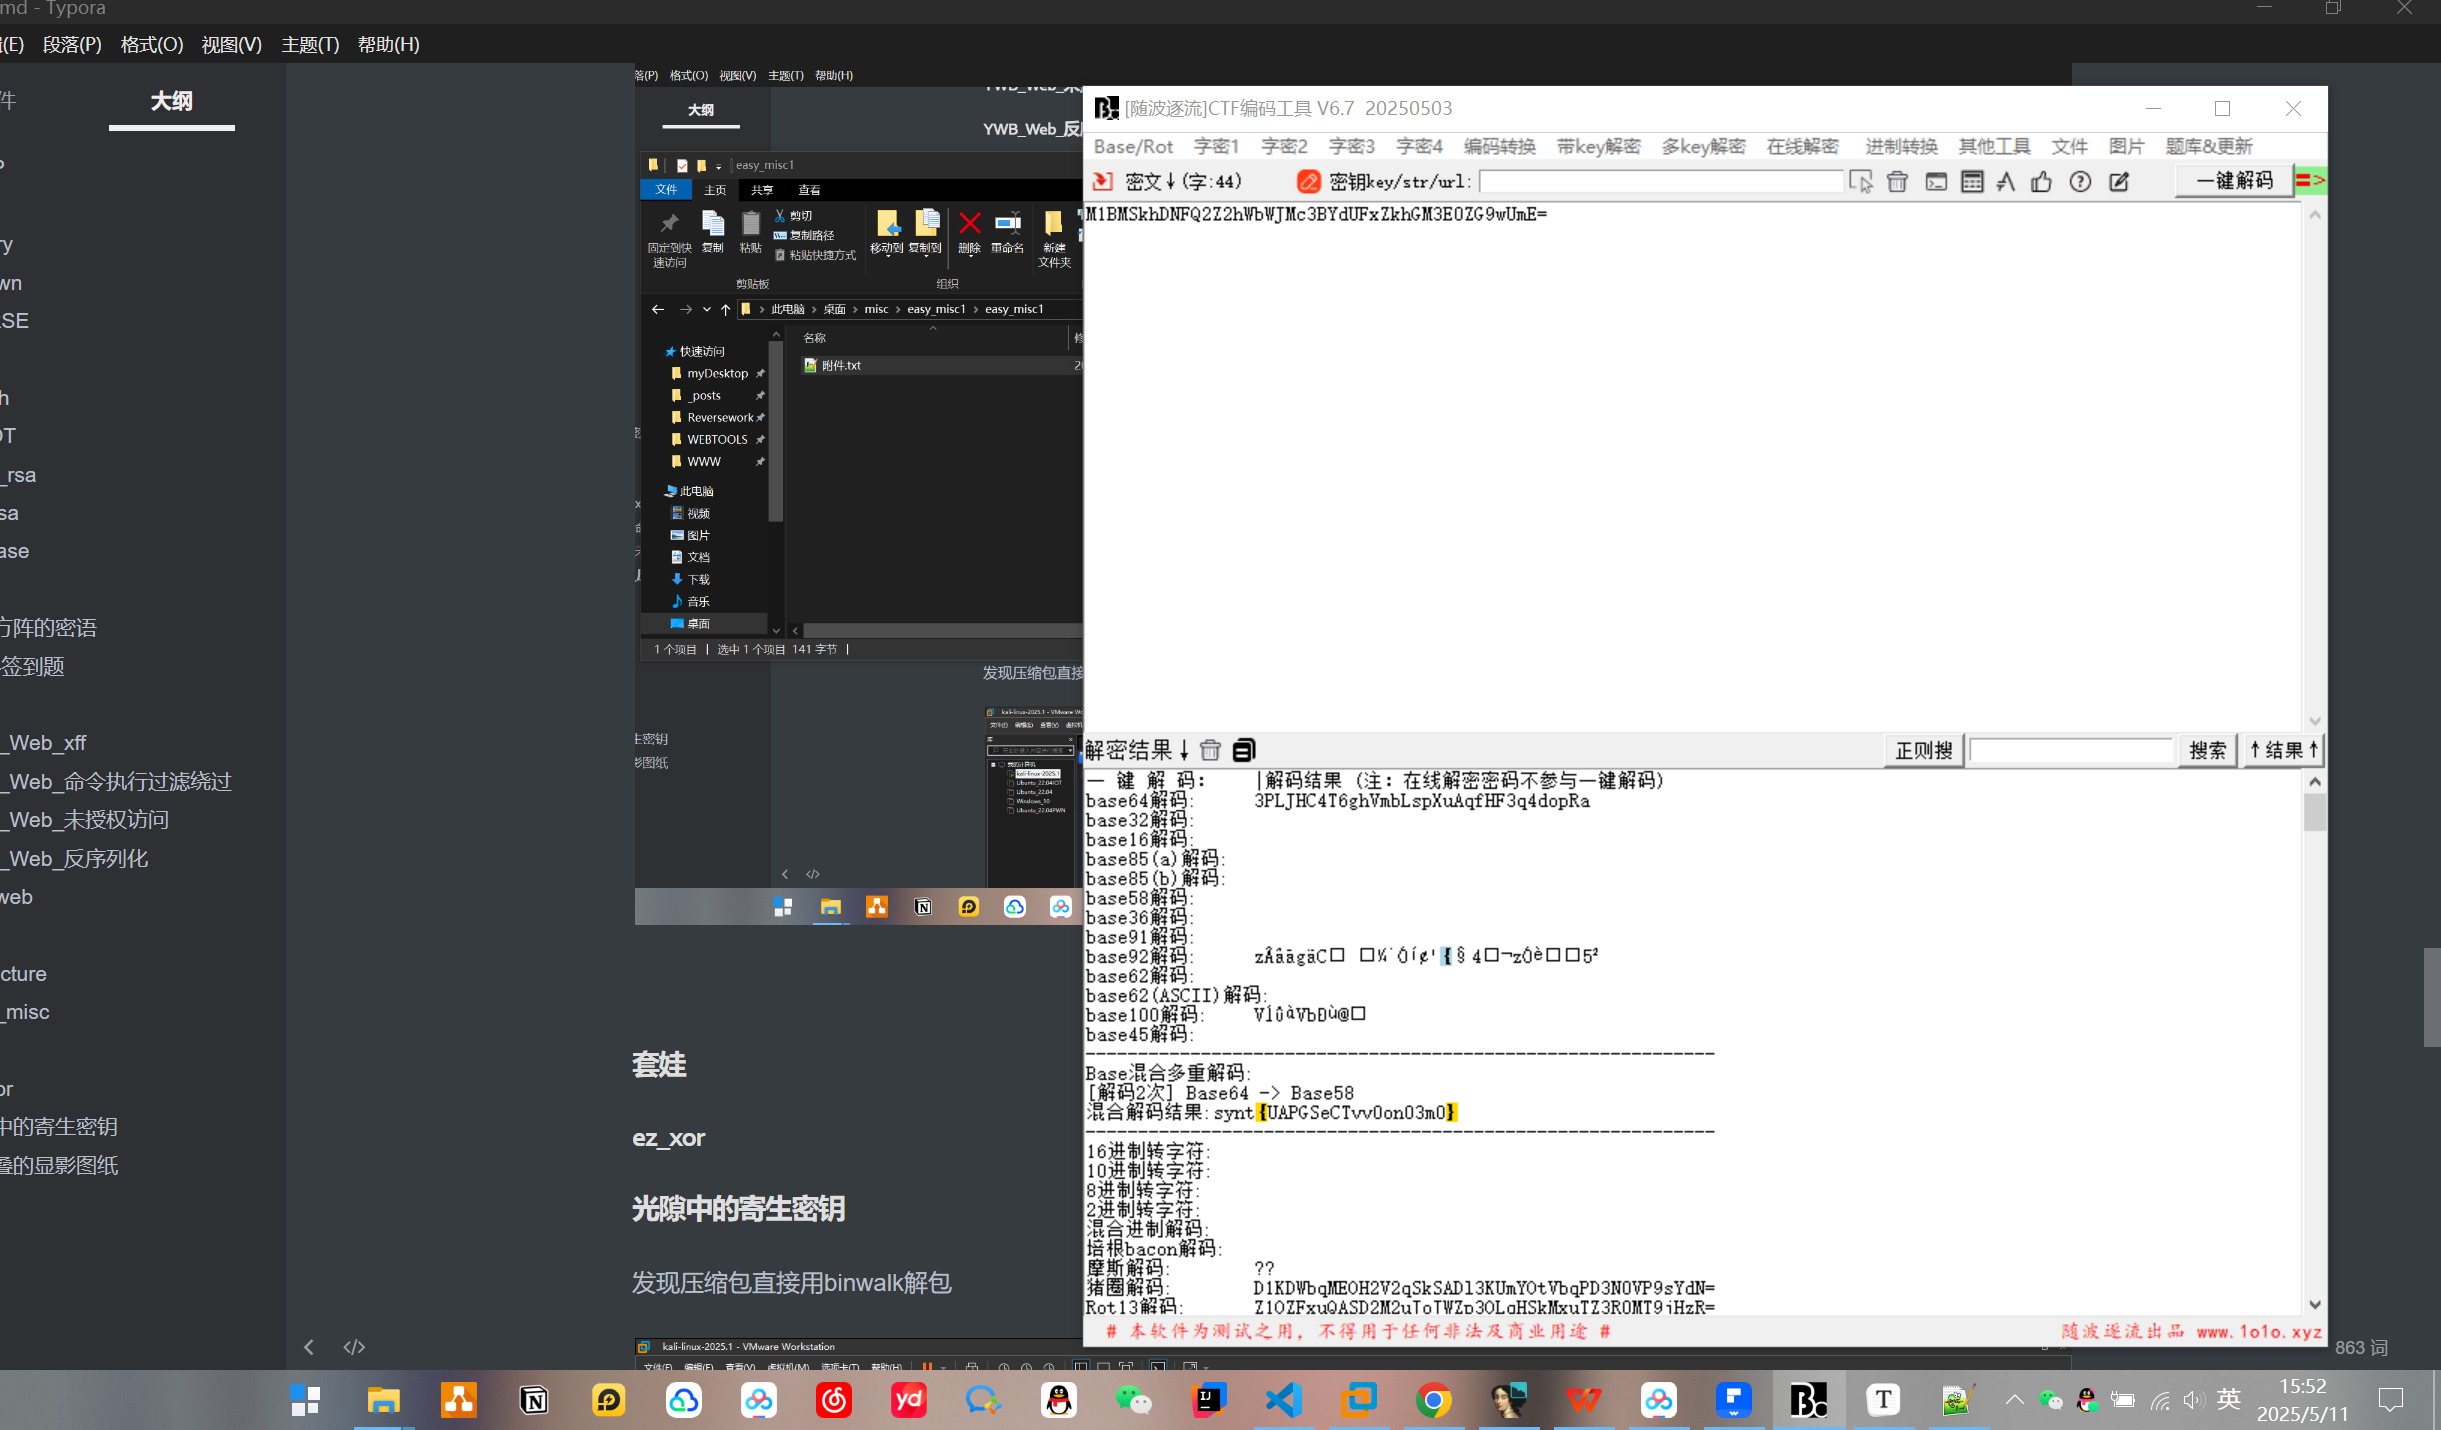 md - Typora
(E) 段落(P) 格式(O) 视图(V) 主题(T) 帮助(H)
件 大纲
ry
wn
SE
h
OT
_rsa
sa
ase
方阵的密语
签到题
_Web_xff
_Web_命令执行过滤绕过
_Web_未授权访问
_Web_反序列化
web
cture
_misc
or
中的寄生密钥
叠的显影图纸
落(P) 格式(O) 视图(V) 主题(T) 帮助(H)
大纲
YWB_Web_反
easy_misc1
文件 主页 共享 查看
固定到快速访问 复制 粘贴
剪切
复制路径
粘贴快捷方式
移动到 复制到 删除 重命名 新建文件夹
剪贴板 组织
此电脑 › 桌面 › misc › easy_misc1 › easy_misc1
名称
快速访问
附件.txt
myDesktop
_posts
Reversework
WEBTOOLS
WWW
此电脑
视频
图片
文档
下载
音乐
桌面
1 个项目 选中 1 个项目 141 字节
发现压缩包直接
kali-linux-2025.1 - VMware Wo
kali-linux-2025.1
Ubuntu_22.04IOT
Ubuntu_22.04
Windows_10
Ubuntu_22.04PWN
生密钥
影图纸
套娃
ez_xor
光隙中的寄生密钥
发现压缩包直接用binwalk解包
kali-linux-2025.1 - VMware Workstation
[随波逐流]CTF编码工具 V6.7 20250503
Base/Rot 字密1 字密2 字密3 字密4 编码转换 带key解密 多key解密 在线解密 进制转换 其他工具 文件 图片 题库&更新
密文↓(字:44) 密钥key/str/url: 一键解码 =>
M1BMSkhDNFQ2Z2hWbWJMc3BYdUFxZkhGM3E0ZG9wUmE=
解密结果↓ 正则搜 搜索 ↑结果↑
一 键 解 码: |解码结果 (注: 在线解密密码不参与一键解码)
base64解码: 3PLJHC4T6ghVmbLspXuAqfHF3q4dopRa
base32解码:
base16解码:
base85(a)解码:
base85(b)解码:
base58解码:
base36解码:
base91解码:
base92解码:
base62解码:
base62(ASCII)解码:
base100解码:
base45解码:
Base混合多重解码:
[解码2次] Base64 -> Base58
混合解码结果:synt{UAPGSeCTvv0on03m0}
16进制转字符:
10进制转字符:
8进制转字符:
2进制转字符:
混合进制解码:
培根bacon解码:
摩斯解码: ??
猪圈解码: D1KDWbqMEOH2V2qSkSADl3KUmYOtVbqPD3N0VP9sYdN=
Rot13解码: Z1OZFxuQASD2M2uJoJWZp3OLqHSkMxuTZ3R0MT9jHzR=
# 本软件为测试之用, 不得用于任何非法及商业用途 #
随波逐流出品 www.1o1o.xyz
863 词
英
15:52
2025/5/11